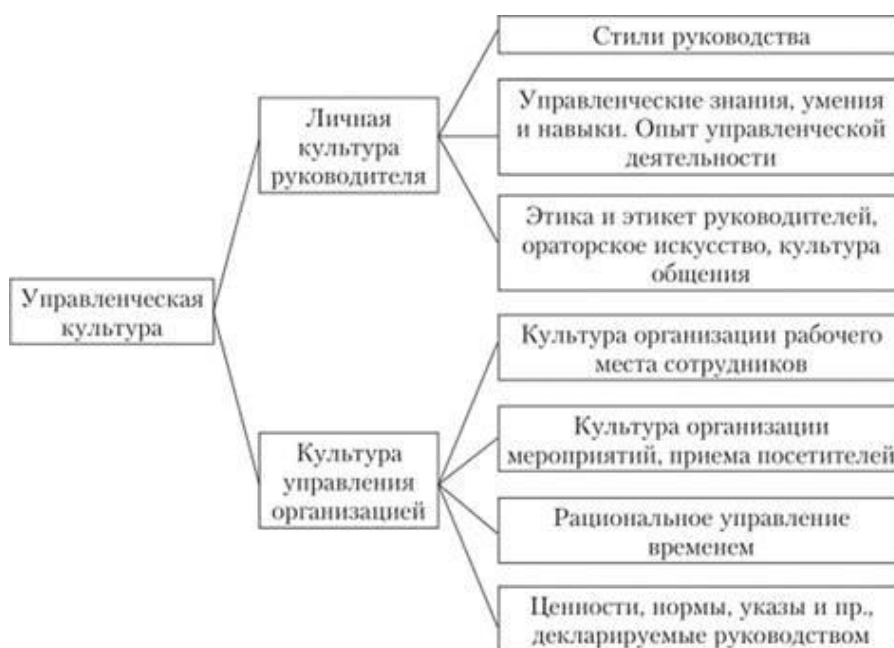 Стили руководства
Управленческие знания, умения
и навыки. Опыт управленческой
деятельности
Личная
культура
руководителя
Этика и этикет руководителей,
ораторское искусство, культура
общения
Управленческая
культура
Культура организации рабочего
места сотрудников
Культура
управления
организацией
Культура организации
мероприятий, приема посетителей
Рациональное управление
временем
Ценности, нормы, указы и пр.,
декларируемые руководством